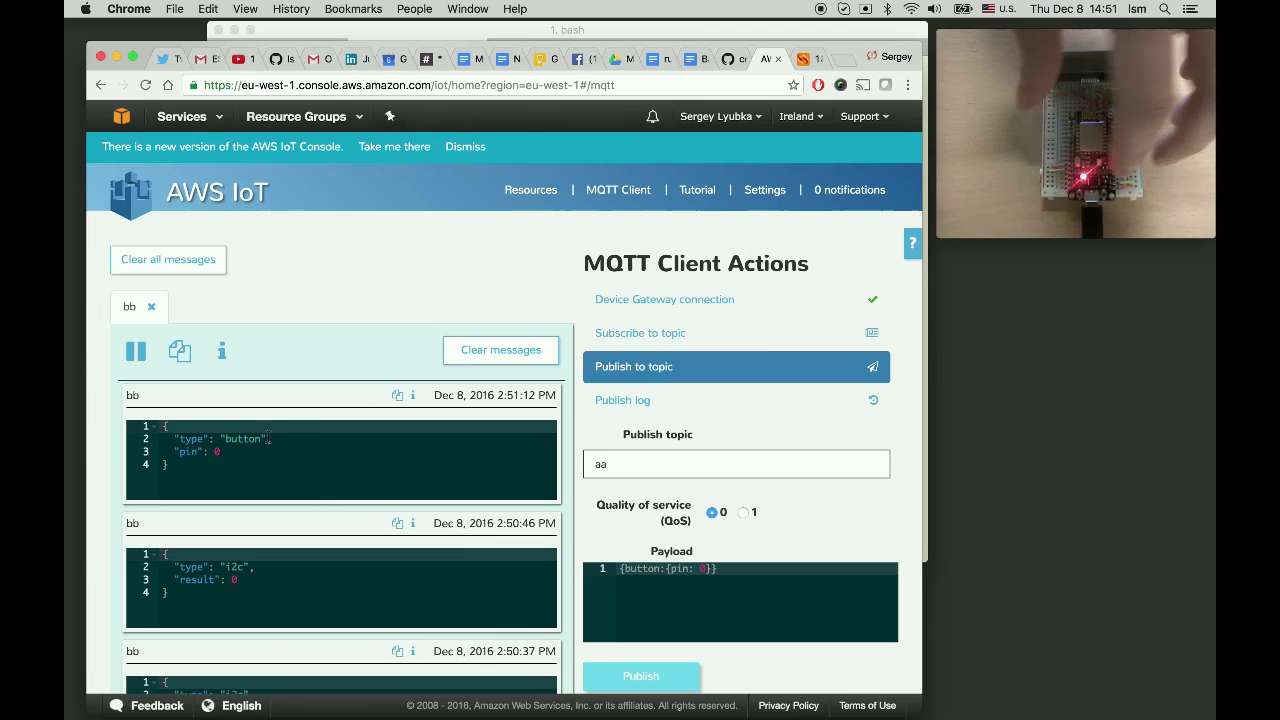 Chrome File Edit View History Bookmarks People Window Help U.S. Thu Dec 8 14:51 Ism
1. bash
Sergey
https://eu-west-1.console.aws.amazon.com/iot/home?region=eu-west-1#/mqtt
Services Resource Groups Sergey Lyubka Ireland Support
There is a new version of the AWS IoT Console. Take me there Dismiss
AWS IoT
Resources MQTT Client Tutorial Settings 0 notifications
?
Clear all messages
bb
Clear messages
bb Dec 8, 2016 2:51:12 PM
1 {
2 "type": "button",
3 "pin": 0
4 }
bb Dec 8, 2016 2:50:46 PM
1 {
2 "type": "i2c",
3 "result": 0
4 }
bb Dec 8, 2016 2:50:37 PM
1 {
MQTT Client Actions
Device Gateway connection
Subscribe to topic
Publish to topic
Publish log
Publish topic
aa
Quality of service
(QoS) 0 1
Payload
1 {button:{pin: 0}}
Publish
Feedback English © 2008 - 2016, Amazon Web Services, Inc. or its affiliates. All rights reserved. Privacy Policy Terms of Use